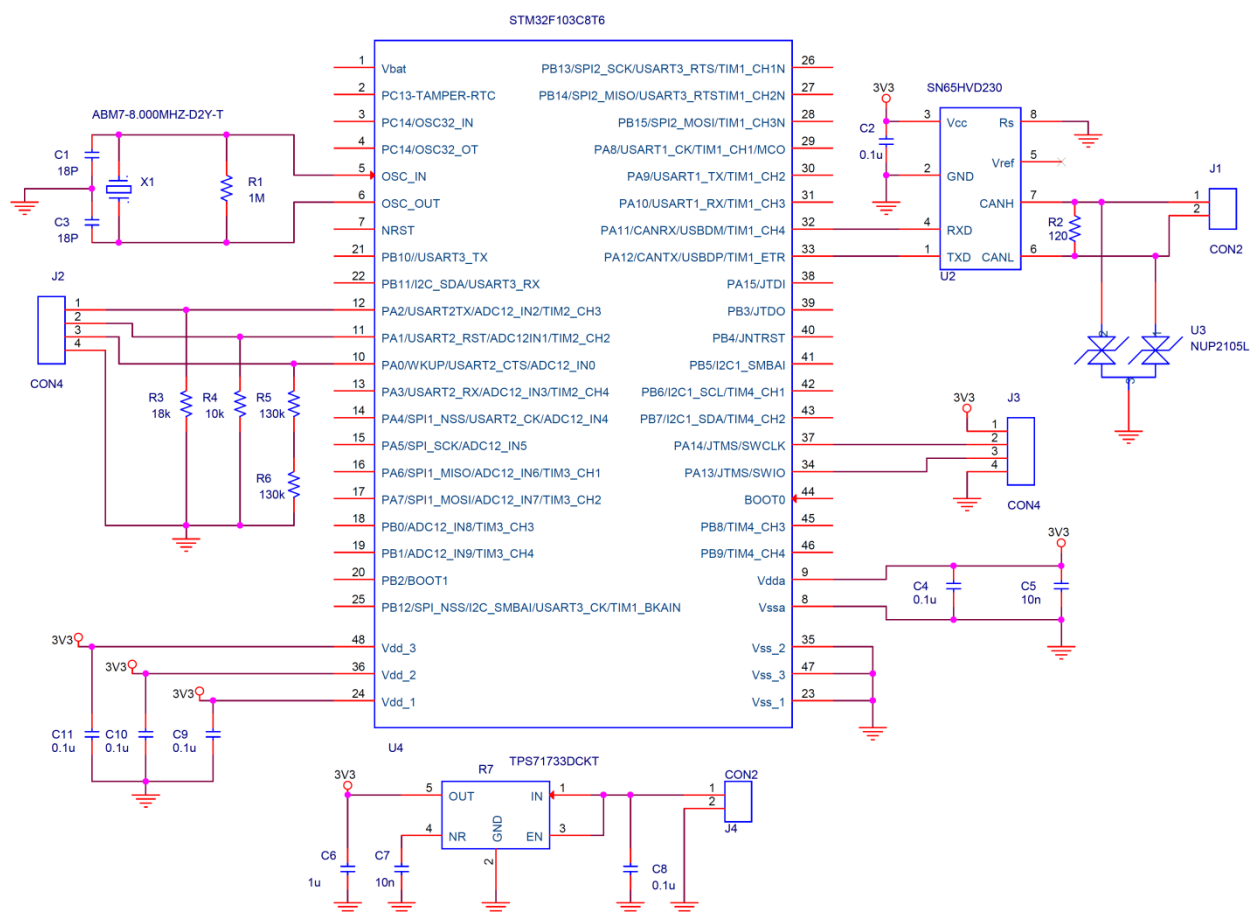 STM32F103C8T6
1 Vbat
2 PC13-TAMPER-RTC
3 PC14/OSC32_IN
4 PC14/OSC32_OT
5 OSC_IN
6 OSC_OUT
7 NRST
21 PB10//USART3_TX
22 PB11/I2C_SDA/USART3_RX
12 PA2/USART2TX/ADC12_IN2/TIM2_CH3
11 PA1/USART2_RST/ADC12IN1/TIM2_CH2
10 PA0/WKUP/USART2_CTS/ADC12_IN0
13 PA3/USART2_RX/ADC12_IN3/TIM2_CH4
14 PA4/SPI1_NSS/USART2_CK/ADC12_IN4
15 PA5/SPI_SCK/ADC12_IN5
16 PA6/SPI1_MISO/ADC12_IN6/TIM3_CH1
17 PA7/SPI1_MOSI/ADC12_IN7/TIM3_CH2
18 PB0/ADC12_IN8/TIM3_CH3
19 PB1/ADC12_IN9/TIM3_CH4
20 PB2/BOOT1
25 PB12/SPI_NSS/I2C_SMBAI/USART3_CK/TIM1_BKAIN
48 Vdd_3
36 Vdd_2
24 Vdd_1
PB13/SPI2_SCK/USART3_RTS/TIM1_CH1N 26
PB14/SPI2_MISO/USART3_RTSTIM1_CH2N 27
PB15/SPI2_MOSI/TIM1_CH3N 28
PA8/USART1_CK/TIM1_CH1/MCO 29
PA9/USART1_TX/TIM1_CH2 30
PA10/USART1_RX/TIM1_CH3 31
PA11/CANRX/USBDM/TIM1_CH4 32
PA12/CANTX/USBDP/TIM1_ETR 33
PA15/JTDI 38
PB3/JTDO 39
PB4/JNTRST 40
PB5/I2C1_SMBAI 41
PB6/I2C1_SCL/TIM4_CH1 42
PB7/I2C1_SDA/TIM4_CH2 43
PA14/JTMS/SWCLK 37
PA13/JTMS/SWIO 34
BOOT0 44
PB8/TIM4_CH3 45
PB9/TIM4_CH4 46
Vdda 9
Vssa 8
Vss_2 35
Vss_3 47
Vss_1 23
U4
ABM7-8.000MHZ-D2Y-T
C1
18P
X1
R1
1M
C3
18P
J2
1
2
3
4
CON4
R3
18k
R4
10k
R5
130k
R6
130k
3V3
3V3
3V3
C11
0.1u
C10
0.1u
C9
0.1u
SN65HVD230
3V3
C2
0.1u
3 Vcc
2 GND
4 RXD
1 TXD
Rs 8
Vref 5
CANH 7
CANL 6
U2
R2
120
J1
1
2
CON2
2
1
3
U3
NUP2105L
J3
3V3
1
2
3
4
CON4
3V3
C4
0.1u
C5
10n
TPS71733DCKT
R7
3V3
5 OUT
4 NR
GND
2
IN 1
EN 3
C6
1u
C7
10n
C8
0.1u
CON2
1
2
J4